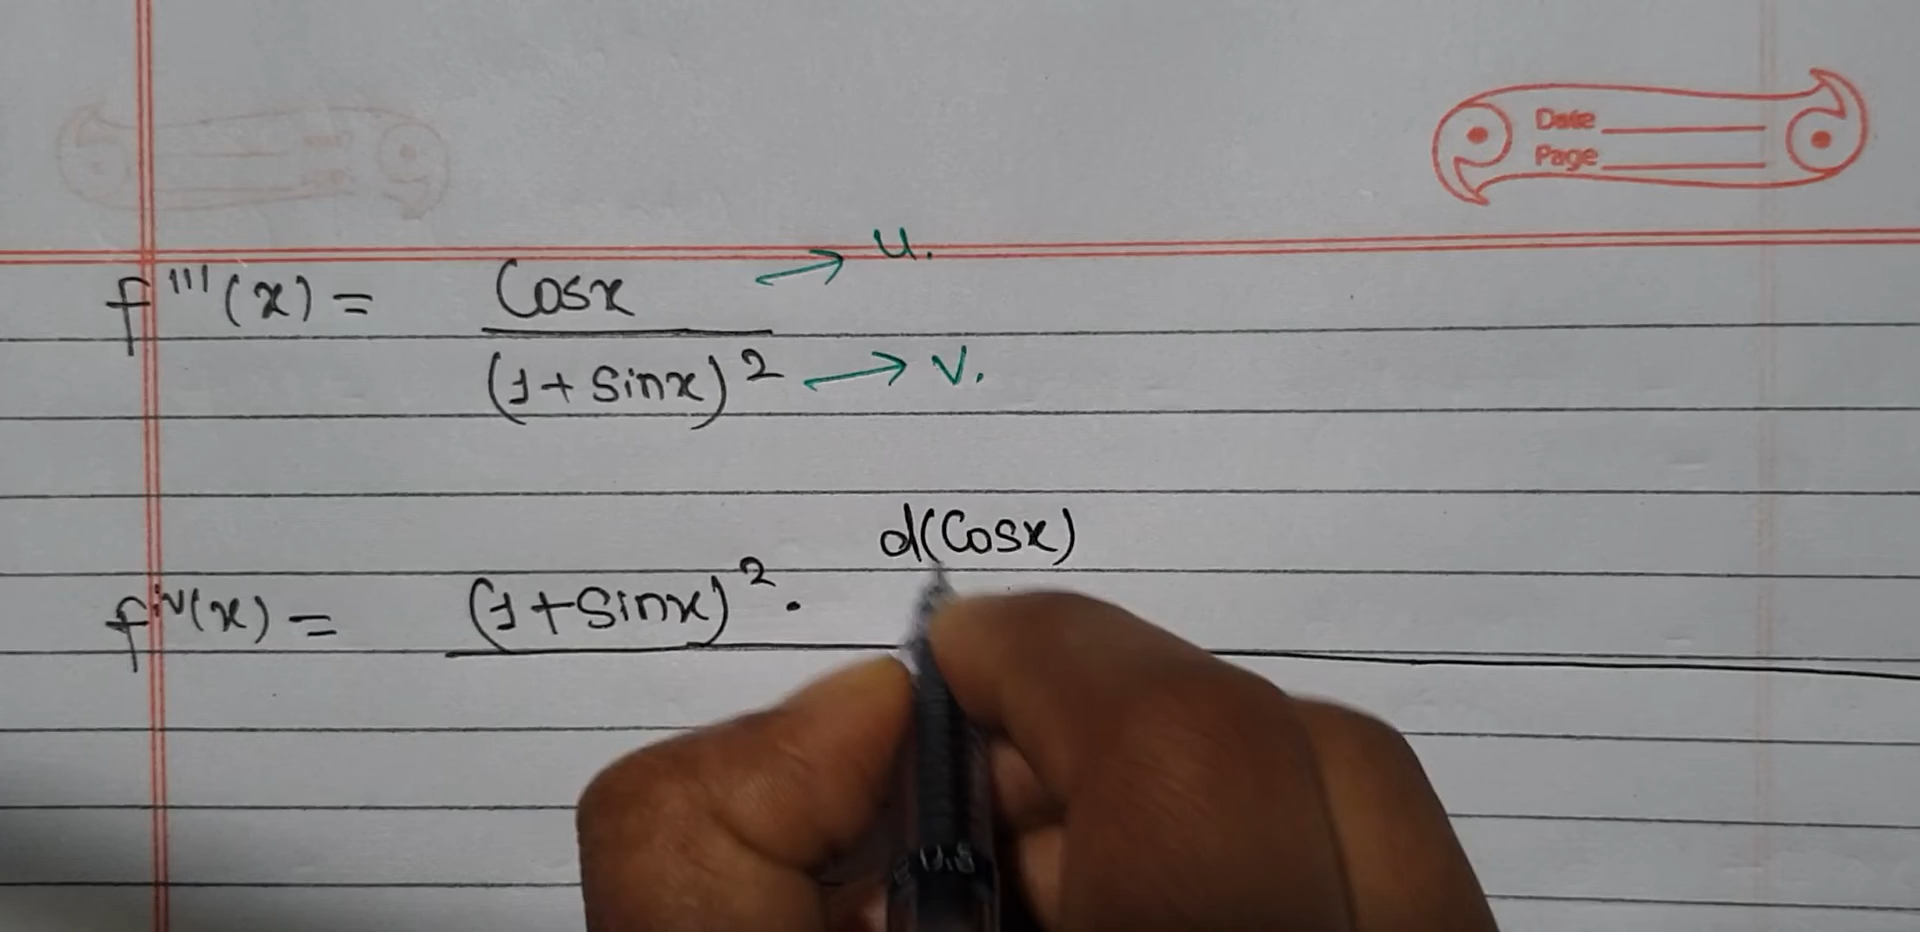 Date
Page
f'''(x) = Cosx → u.
(1+Sinx)² → v.
d(Cosx)
f^iv(x) = (1+Sinx)² .